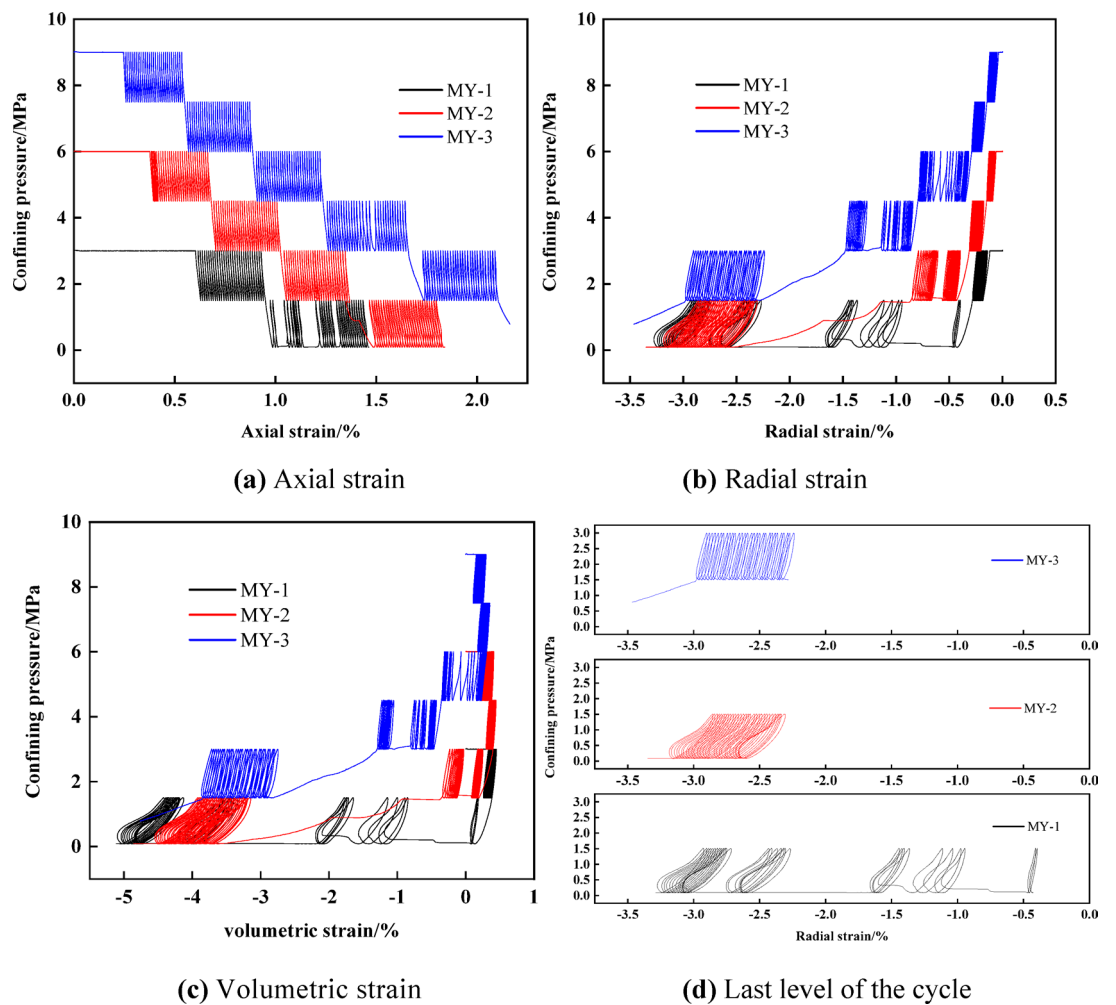 10
8
6
4
2
0
Confining pressure/MPa
MY-1
MY-2
MY-3
0.0 0.5 1.0 1.5 2.0
Axial strain/%
(a) Axial strain
10
8
6
4
2
0
Confining pressure/MPa
MY-1
MY-2
MY-3
-3.5 -3.0 -2.5 -2.0 -1.5 -1.0 -0.5 0.0 0.5
Radial strain/%
(b) Radial strain
10
8
6
4
2
0
Confining pressure/MPa
MY-1
MY-2
MY-3
-5 -4 -3 -2 -1 0 1
volumetric strain/%
(c) Volumetric strain
Confining pressure/MPa
3.0
2.5
2.0
1.5
1.0
0.5
0.0
MY-3
-3.5 -3.0 -2.5 -2.0 -1.5 -1.0 -0.5 0.0
3.0
2.5
2.0
1.5
1.0
0.5
0.0
MY-2
-3.5 -3.0 -2.5 -2.0 -1.5 -1.0 -0.5 0.0
3.0
2.5
2.0
1.5
1.0
0.5
0.0
MY-1
-3.5 -3.0 -2.5 -2.0 -1.5 -1.0 -0.5 0.0
Radial strain/%
(d) Last level of the cycle